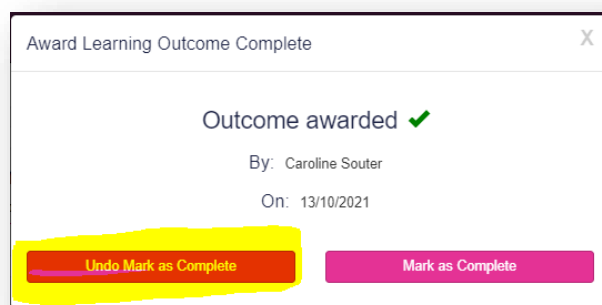 Award Learning Outcome Complete X
Outcome awarded
By: Caroline Souter
On: 13/10/2021
Undo Mark as Complete Mark as Complete